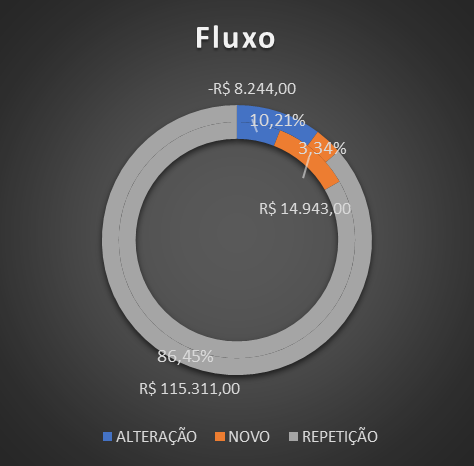 Fluxo
-R$ 8.244,00
10,21%
3,34%
R$ 14.943,00
86,45%
R$ 115.311,00
ALTERAÇÃO NOVO REPETIÇÃO